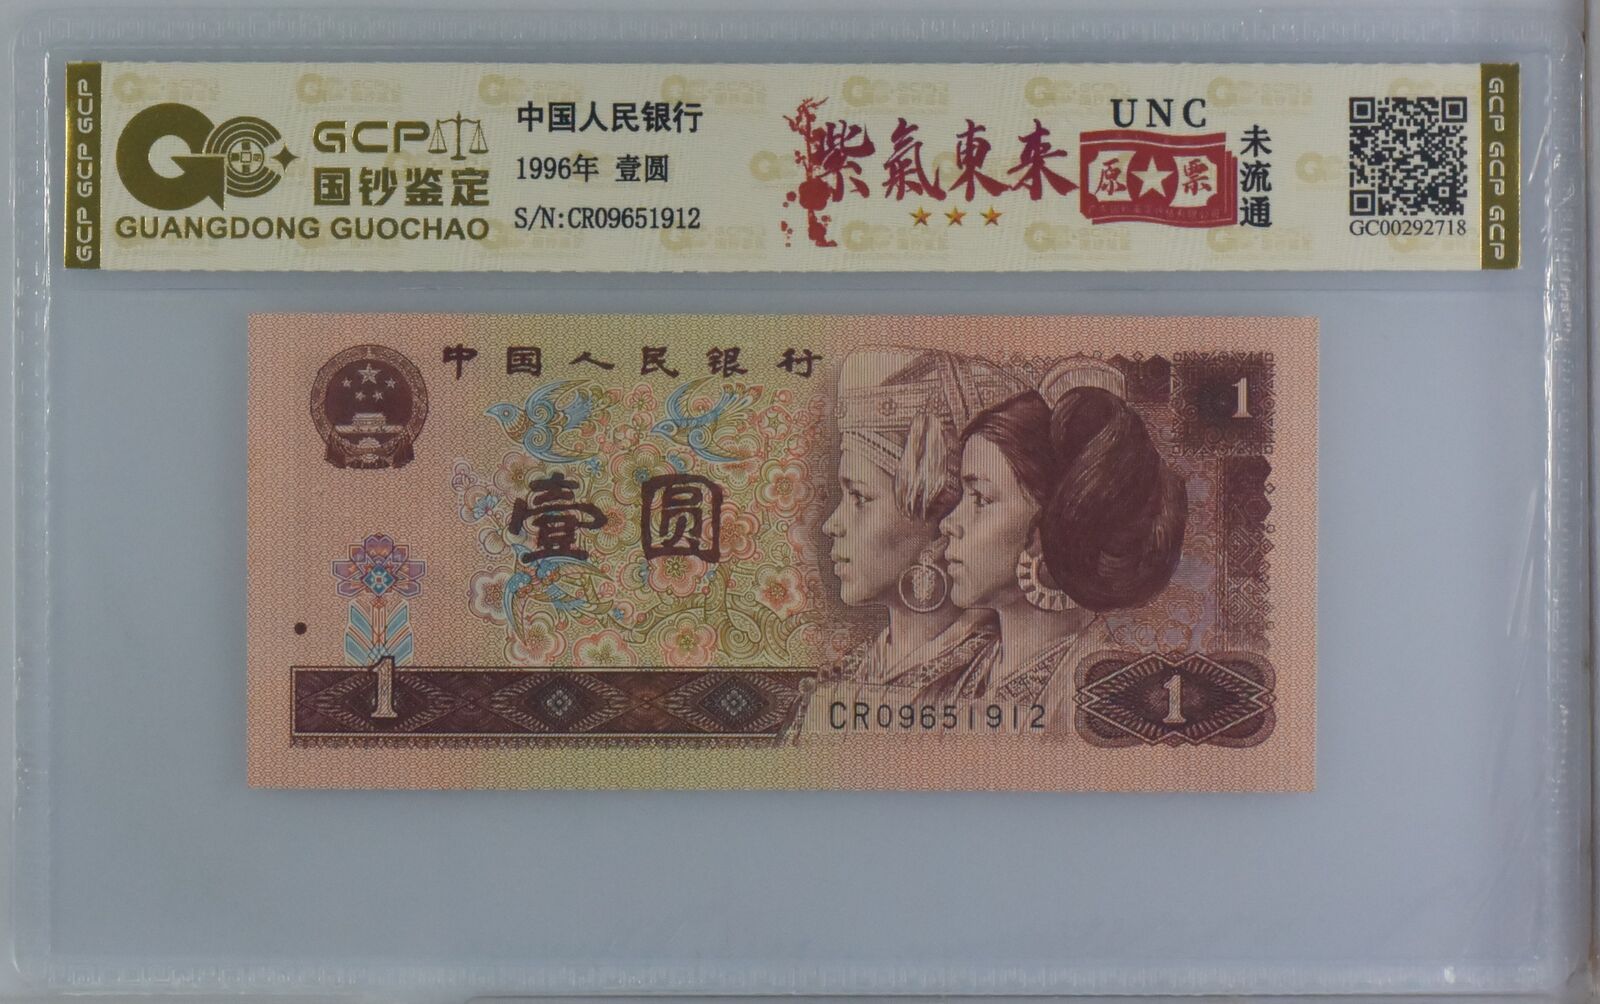 GCP GCP GCP
GCP
国钞鉴定
GUANGDONG GUOCHAO
中国人民银行
1996年 壹圆
S/N:CR09651912
紫氣東来
UNC
原票
未流通
GC00292718
GCP GCP GCP
中国人民银行
1
壹圆
1
CR09651912
1